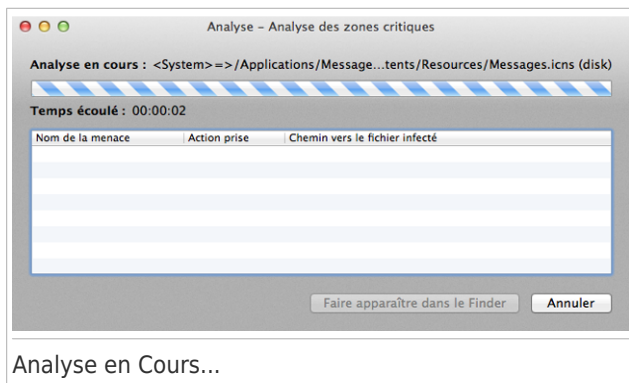 Analyse – Analyse des zones critiques
Analyse en cours : <System>=>/Applications/Message...tents/Resources/Messages.icns (disk)
Temps écoulé : 00:00:02
Nom de la menace Action prise Chemin vers le fichier infecté
Faire apparaître dans le Finder Annuler
Analyse en Cours...